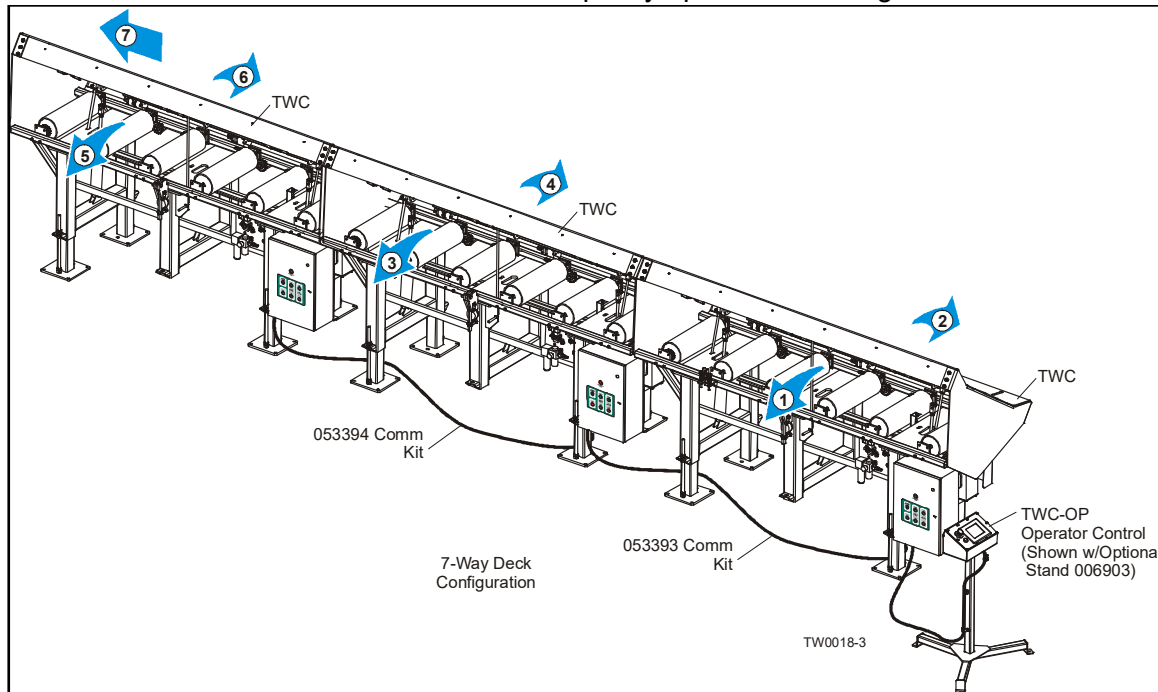 7
6
TWC
5
4
TWC
3
2
TWC
1
053394 Comm
Kit
053393 Comm
Kit
7-Way Deck
Configuration
TWC-OP
Operator Control
(Shown w/Optiona
Stand 006903)
TW0018-3